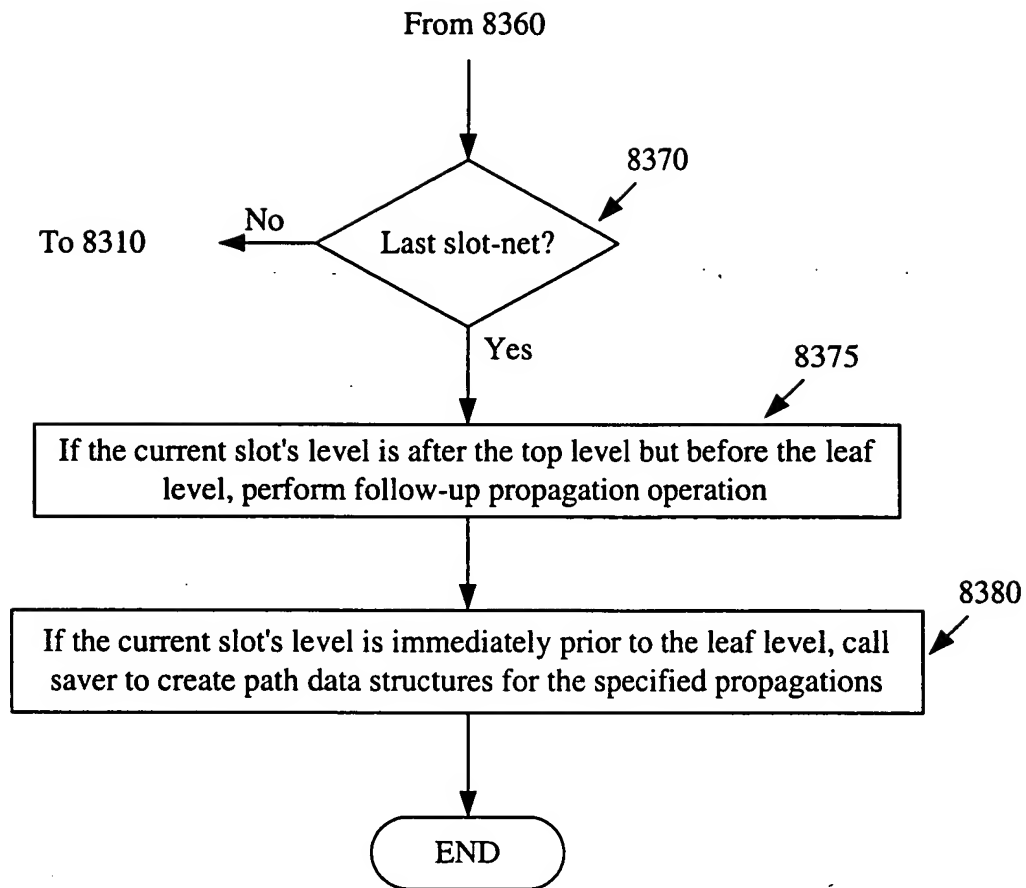 From 8360
8370
No
To 8310
Last slot-net?
Yes
8375
If the current slot's level is after the top level but before the leaf
level, perform follow-up propagation operation
8380
If the current slot's level is immediately prior to the leaf level, call
saver to create path data structures for the specified propagations
END